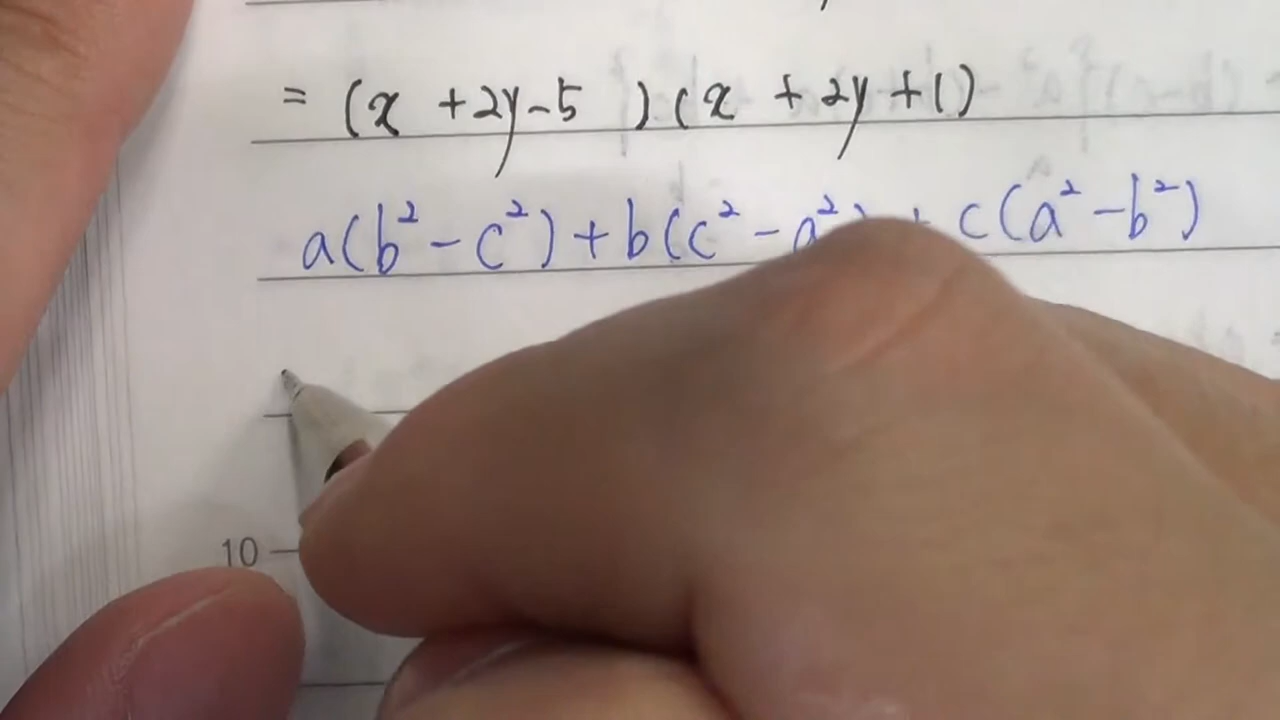 = (x + 2y - 5 ) (x + 2y + 1)
a(b² - c²) + b(c² - a²) + c(a² - b²)
10